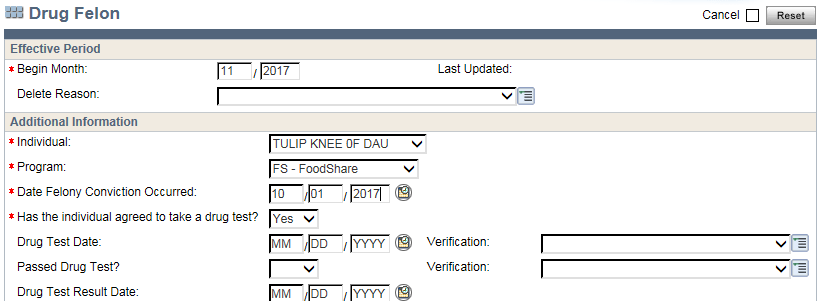 Drug Felon Cancel Reset
Effective Period
* Begin Month: 11 / 2017 Last Updated:
Delete Reason:
Additional Information
* Individual: TULIP KNEE 0F DAU
* Program: FS - FoodShare
* Date Felony Conviction Occurred: 10 / 01 / 2017
* Has the individual agreed to take a drug test? Yes
Drug Test Date: MM / DD / YYYY Verification:
Passed Drug Test? Verification:
Drug Test Result Date: MM / DD / YYYY